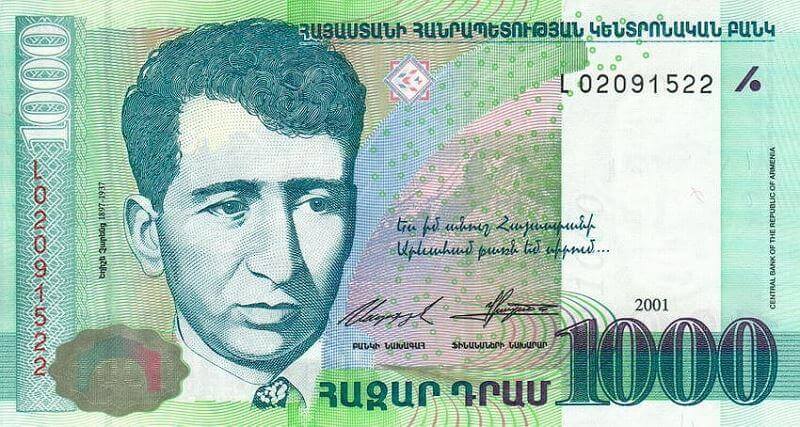 1000
ՀԱՅԱՍՏԱՆԻ ՀԱՆՐԱՊԵՏՈՒԹՅԱՆ ԿԵՆՏՐՈՆԱԿԱՆ ԲԱՆԿ
L02091522
L02091522
Եղիշե Չարենց 1897-1937
Ես իմ անուշ Հայաստանի
Արևահամ բառն եմ սիրում...
CENTRAL BANK OF THE REPUBLIC OF ARMENIA
2001
ԲԱՆԿԻ ՆԱԽԱԳԱՀ
ՖԻՆԱՆՍՆԵՐԻ ՆԱԽԱՐԱՐ
ՀԱԶԱՐ ԴՐԱՄ
1000